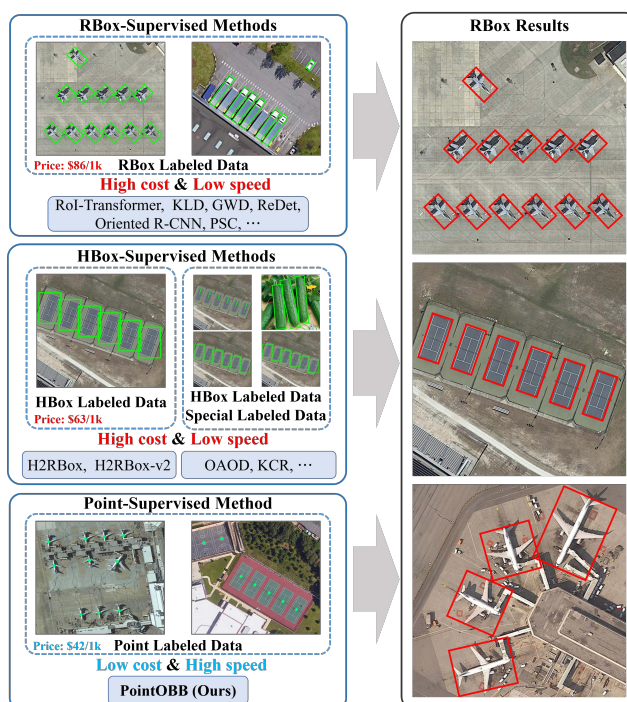 RBox-Supervised Methods
Price: $86/1k
RBox Labeled Data
High cost & Low speed
RoI-Transformer, KLD, GWD, ReDet,
Oriented R-CNN, PSC, ···
HBox-Supervised Methods
HBox Labeled Data
Price: $63/1k
HBox Labeled Data
Special Labeled Data
High cost & Low speed
H2RBox, H2RBox-v2
OAOD, KCR, ···
Point-Supervised Method
Price: $42/1k
Point Labeled Data
Low cost & High speed
PointOBB (Ours)
RBox Results